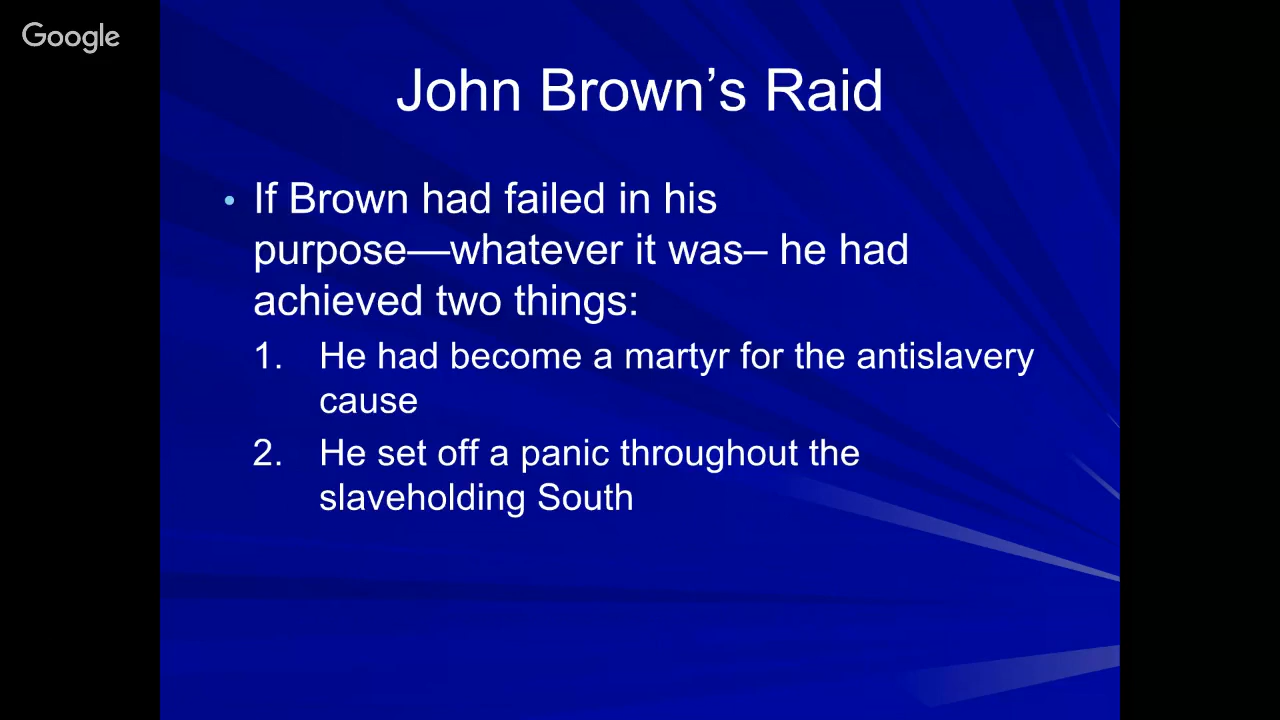 Google
John Brown’s Raid
• If Brown had failed in his
purpose—whatever it was– he had
achieved two things:
1. He had become a martyr for the antislavery
cause
2. He set off a panic throughout the
slaveholding South